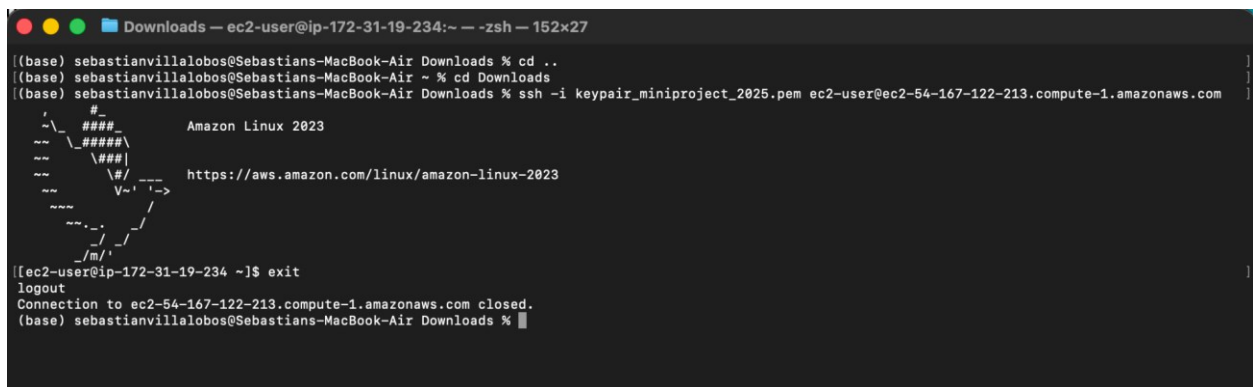 Downloads — ec2-user@ip-172-31-19-234:~ — -zsh — 152×27
[(base) sebastianvillalobos@Sebastians-MacBook-Air Downloads % cd ..                                                      ]
[(base) sebastianvillalobos@Sebastians-MacBook-Air ~ % cd Downloads                                                       ]
[(base) sebastianvillalobos@Sebastians-MacBook-Air Downloads % ssh -i keypair_miniproject_2025.pem ec2-user@ec2-54-167-122-213.compute-1.amazonaws.com   ]
   ,     #_
   ~\_  ####_        Amazon Linux 2023
  ~~  \_#####\
  ~~     \###|
  ~~       \#/ ___   https://aws.amazon.com/linux/amazon-linux-2023
   ~~       V~' '->
    ~~~         /
      ~~._.   _/
         _/ _/
       _/m/'
[[ec2-user@ip-172-31-19-234 ~]$ exit                                                      ]
logout
Connection to ec2-54-167-122-213.compute-1.amazonaws.com closed.
(base) sebastianvillalobos@Sebastians-MacBook-Air Downloads %